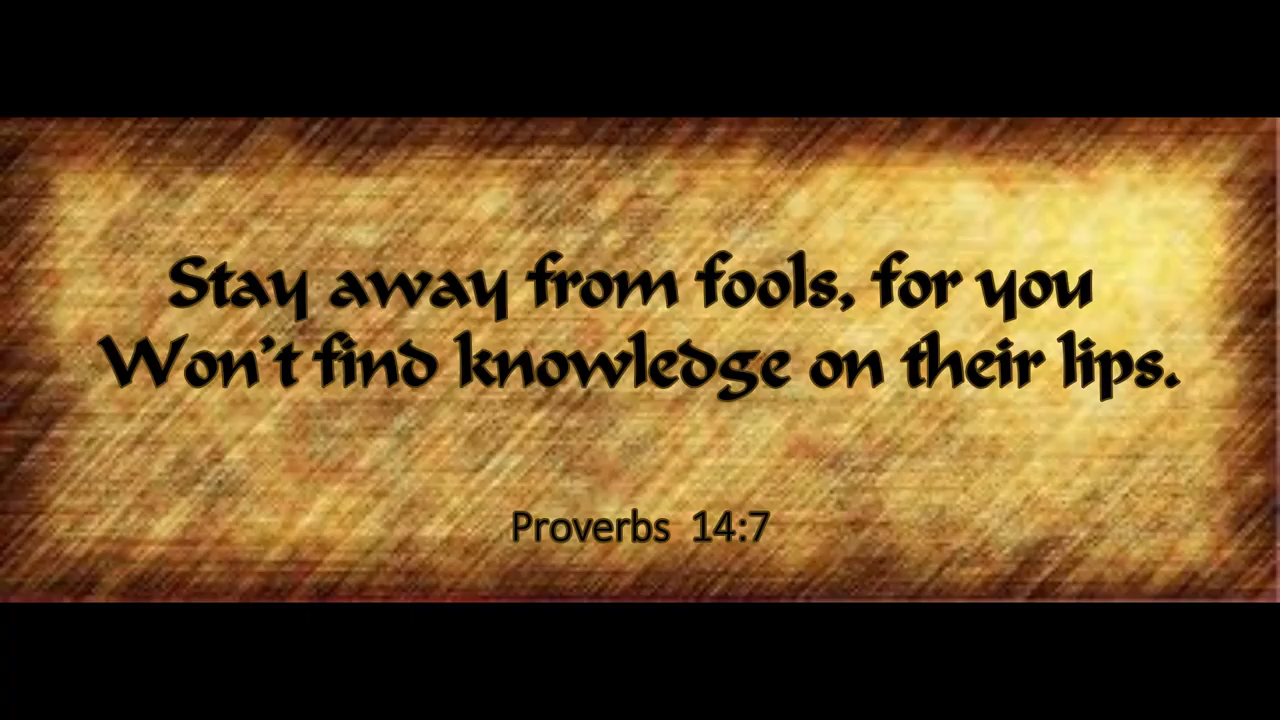 Stay away from fools, for you
Won't find knowledge on their lips.
Proverbs 14:7